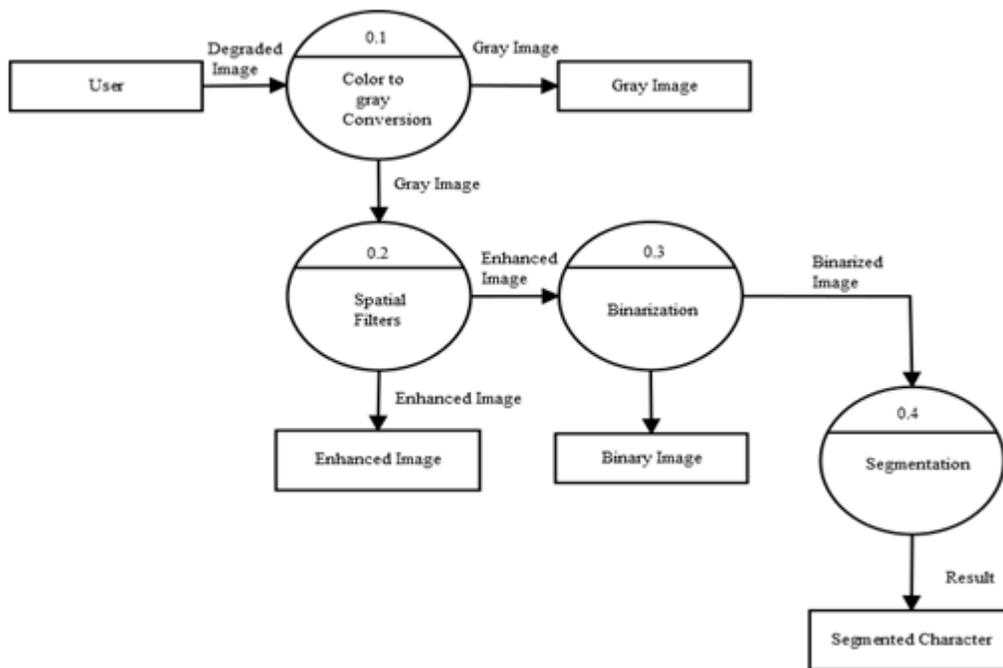 0.1
Degraded
Image
Gray Image
User
Color to
gray
Conversion
Gray Image
Gray Image
0.2
Enhanced
Image
0.3
Binarized
Image
Spatial
Filters
Binarization
Enhanced Image
0.4
Enhanced Image
Binary Image
Segmentation
Result
Segmented Character